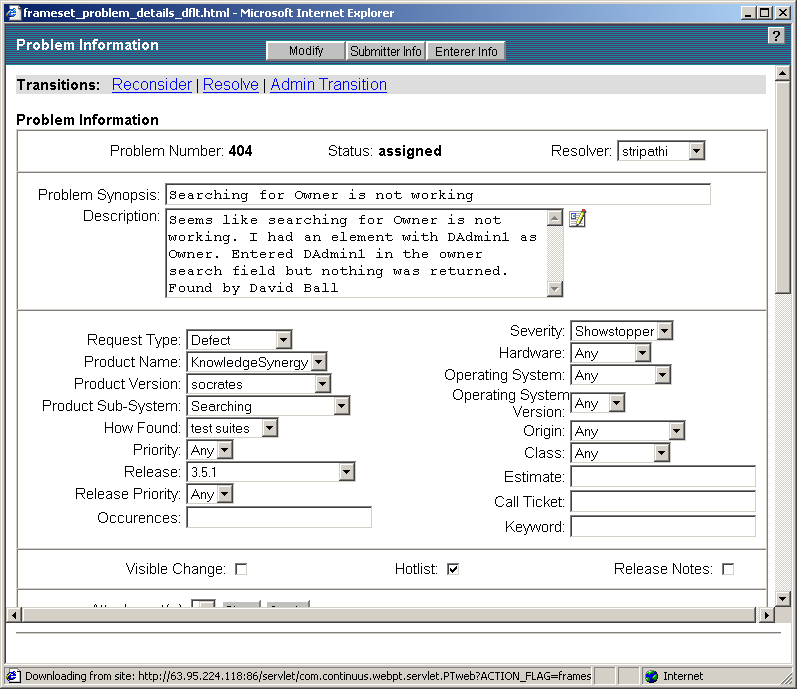 frameset_problem_details_dflt.html - Microsoft Internet Explorer
Problem Information
Modify Submitter Info Enterer Info ?
Transitions: Reconsider | Resolve | Admin Transition
Problem Information
Problem Number: 404 Status: assigned Resolver: stripathi
Problem Synopsis: Searching for Owner is not working
Description: Seems like searching for Owner is not
working. I had an element with DAdmin1 as
Owner. Entered DAdmin1 in the owner
search field but nothing was returned.
Found by David Ball
Request Type: Defect
Product Name: KnowledgeSynergy
Product Version: socrates
Product Sub-System: Searching
How Found: test suites
Priority: Any
Release: 3.5.1
Release Priority: Any
Occurences:
Severity: Showstopper
Hardware: Any
Operating System: Any
Operating System
Version: Any
Origin: Any
Class: Any
Estimate:
Call Ticket:
Keyword:
Visible Change: Hotlist: Release Notes:
Downloading from site: http://63.95.224.118:86/servlet/com.continuus.webpt.servlet.PTweb?ACTION_FLAG=frames Internet